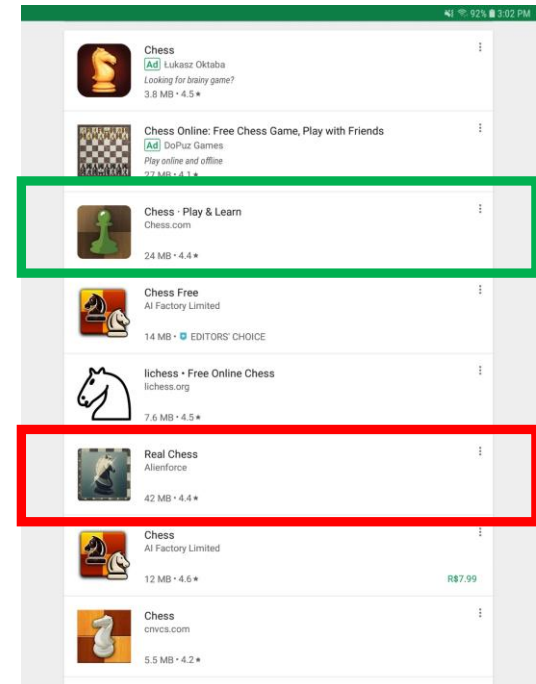 92% 3:02 PM
Chess
Ad Łukasz Oktaba
Looking for brainy game?
3.8 MB • 4.5★
Chess Online: Free Chess Game, Play with Friends
Ad DoPuz Games
Play online and offline
27 MB • 4.1★
Chess · Play & Learn
Chess.com
24 MB • 4.4★
Chess Free
AI Factory Limited
14 MB • EDITORS' CHOICE
lichess • Free Online Chess
lichess.org
7.6 MB • 4.5★
Real Chess
Alienforce
42 MB • 4.4★
Chess
AI Factory Limited
12 MB • 4.6★ R$7.99
Chess
cnvcs.com
5.5 MB • 4.2★